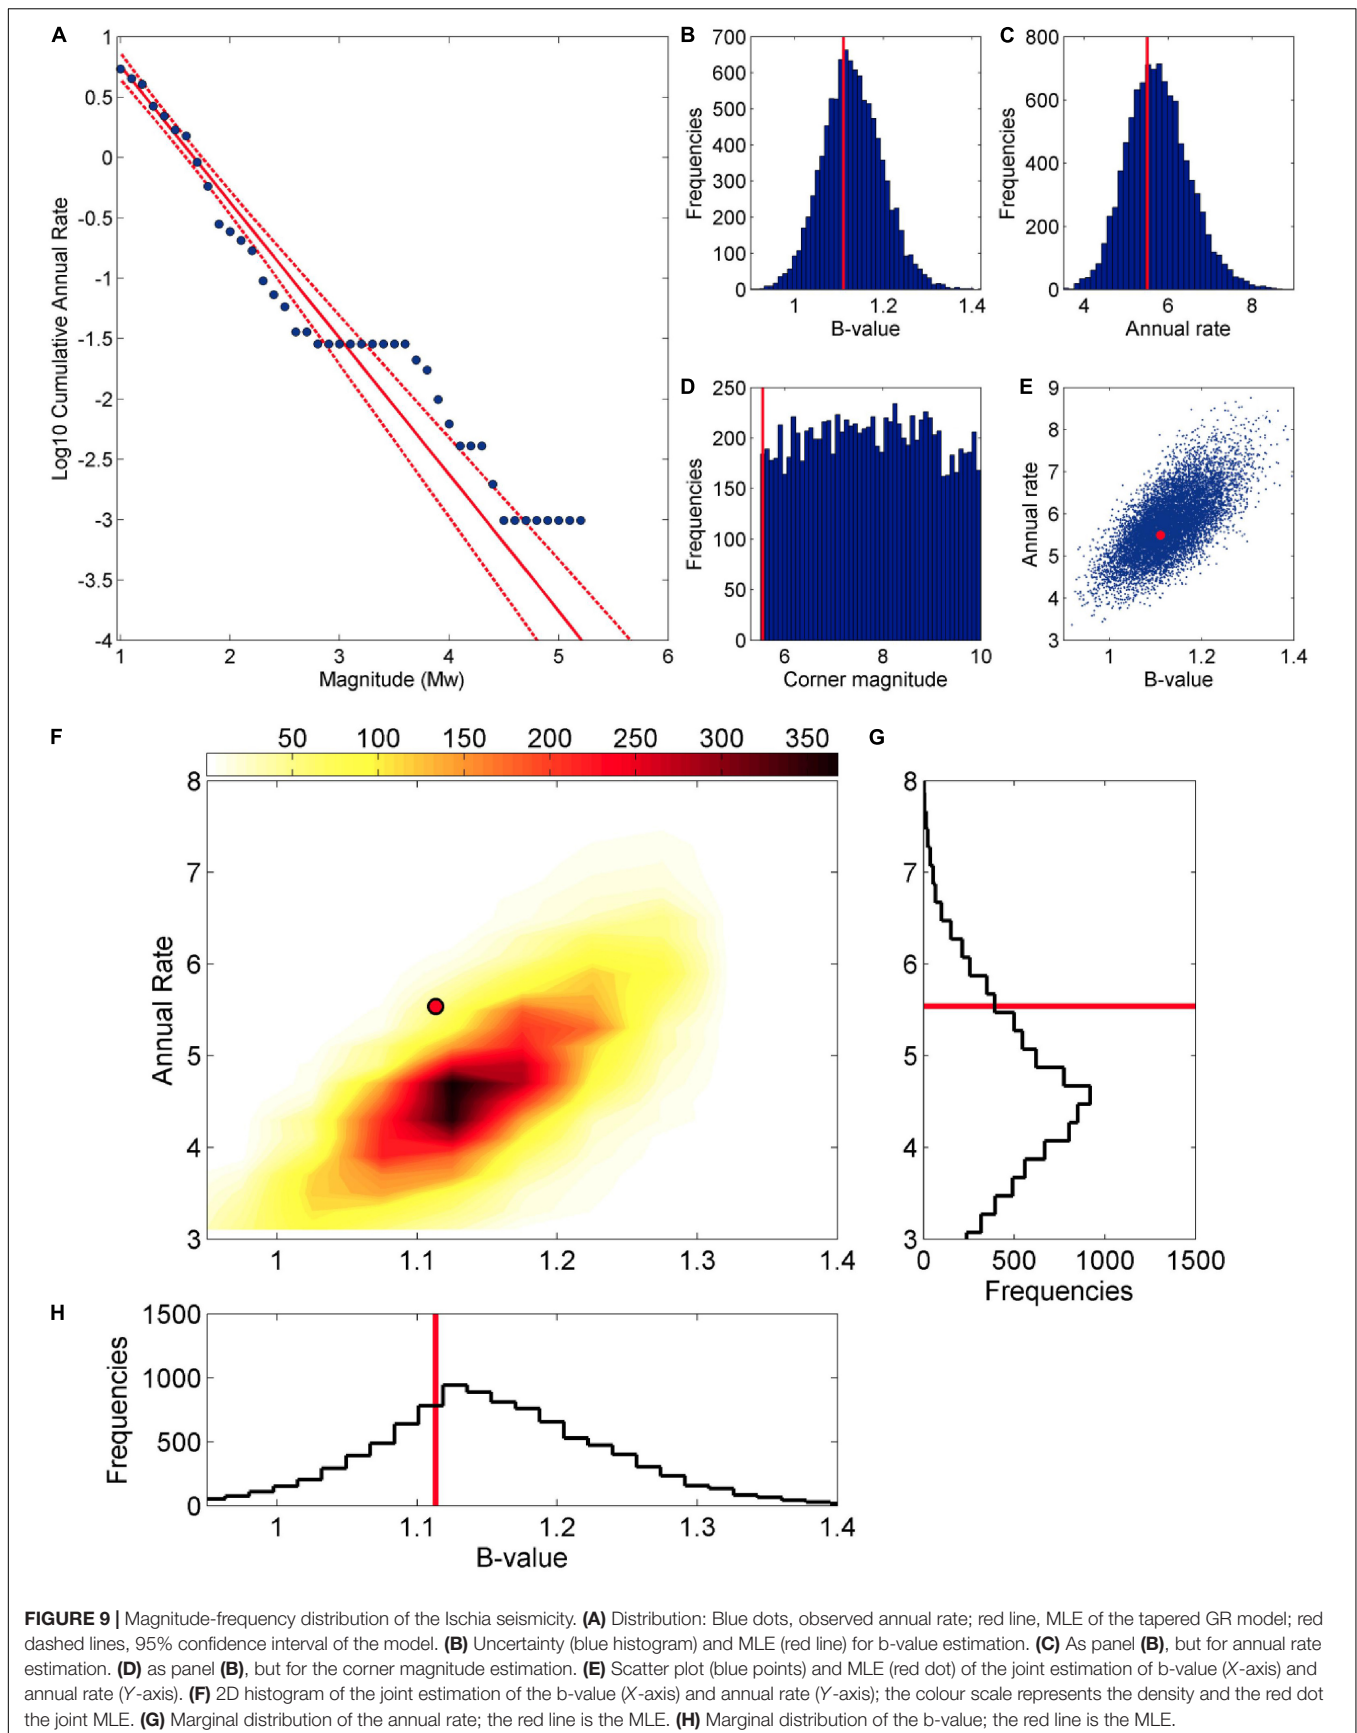 A
1
0.5
0
-0.5
-1
-1.5
-2
-2.5
-3
-3.5
-4
Log10 Cumulative Annual Rate
1 2 3 4 5 6
Magnitude (Mw)
B
700
600
500
400
300
200
100
0
Frequencies
1 1.2 1.4
B-value
C
800
600
400
200
0
Frequencies
4 6 8
Annual rate
D
250
200
150
100
50
0
Frequencies
6 8 10
Corner magnitude
E
9
8
7
6
5
4
3
Annual rate
1 1.2 1.4
B-value
F
50 100 150 200 250 300 350
8
7
6
5
4
3
Annual Rate
1 1.1 1.2 1.3 1.4
G
8
7
6
5
4
3
0 500 1000 1500
Frequencies
H
1500
1000
500
0
Frequencies
1 1.1 1.2 1.3 1.4
B-value
FIGURE 9 | Magnitude-frequency distribution of the Ischia seismicity. (A) Distribution: Blue dots, observed annual rate; red line, MLE of the tapered GR model; red
dashed lines, 95% confidence interval of the model. (B) Uncertainty (blue histogram) and MLE (red line) for b-value estimation. (C) As panel (B), but for annual rate
estimation. (D) as panel (B), but for the corner magnitude estimation. (E) Scatter plot (blue points) and MLE (red dot) of the joint estimation of b-value (X-axis) and
annual rate (Y-axis). (F) 2D histogram of the joint estimation of the b-value (X-axis) and annual rate (Y-axis); the colour scale represents the density and the red dot
the joint MLE. (G) Marginal distribution of the annual rate; the red line is the MLE. (H) Marginal distribution of the b-value; the red line is the MLE.